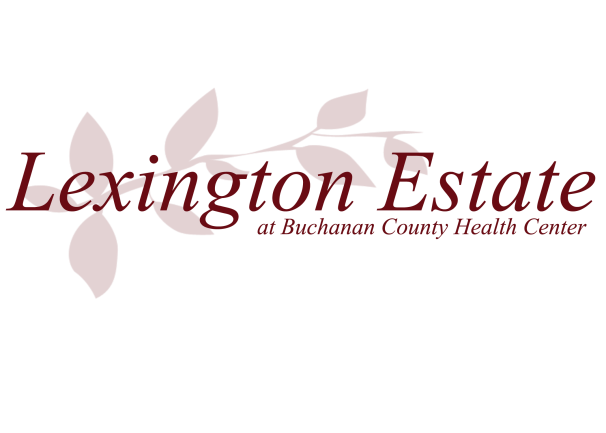 Lexington Estate
at Buchanan County Health Center